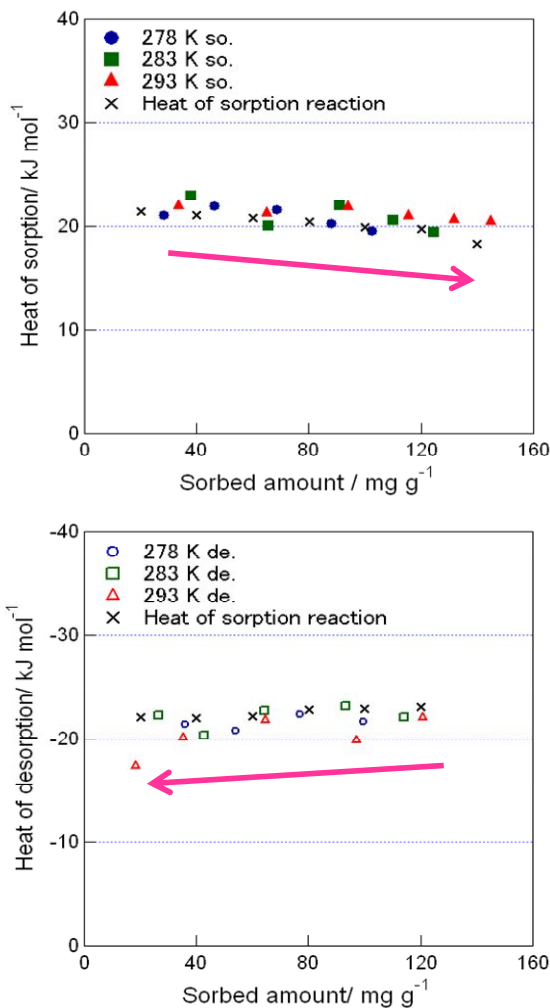 40
278 K so.
283 K so.
293 K so.
Heat of sorption reaction
30
20
10
0
Heat of sorption/ kJ mol⁻¹
0 40 80 120 160
Sorbed amount / mg g⁻¹
-40
278 K de.
283 K de.
293 K de.
Heat of sorption reaction
-30
-20
-10
0
Heat of desorption/ kJ mol⁻¹
0 40 80 120 160
Sorbed amount/ mg g⁻¹